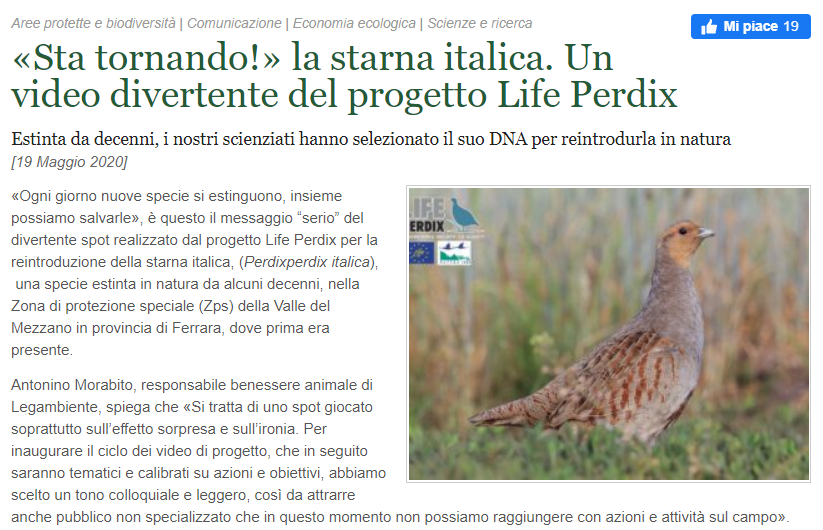 Aree protette e biodiversità | Comunicazione | Economia ecologica | Scienze e ricerca
Mi piace 19
«Sta tornando!» la starna italica. Un
video divertente del progetto Life Perdix
Estinta da decenni, i nostri scienziati hanno selezionato il suo DNA per reintrodurla in natura
[19 Maggio 2020]
«Ogni giorno nuove specie si estinguono, insieme
possiamo salvarle», è questo il messaggio “serio” del
divertente spot realizzato dal progetto Life Perdix per la
reintroduzione della starna italica, (Perdixperdix italica),
una specie estinta in natura da alcuni decenni, nella
Zona di protezione speciale (Zps) della Valle del
Mezzano in provincia di Ferrara, dove prima era
presente.
LIFE
PERDIX
Antonino Morabito, responsabile benessere animale di
Legambiente, spiega che «Si tratta di uno spot giocato
soprattutto sull’effetto sorpresa e sull’ironia. Per
inaugurare il ciclo dei video di progetto, che in seguito
saranno tematici e calibrati su azioni e obiettivi, abbiamo
scelto un tono colloquiale e leggero, così da attrarre
anche pubblico non specializzato che in questo momento non possiamo raggiungere con azioni e attività sul campo».